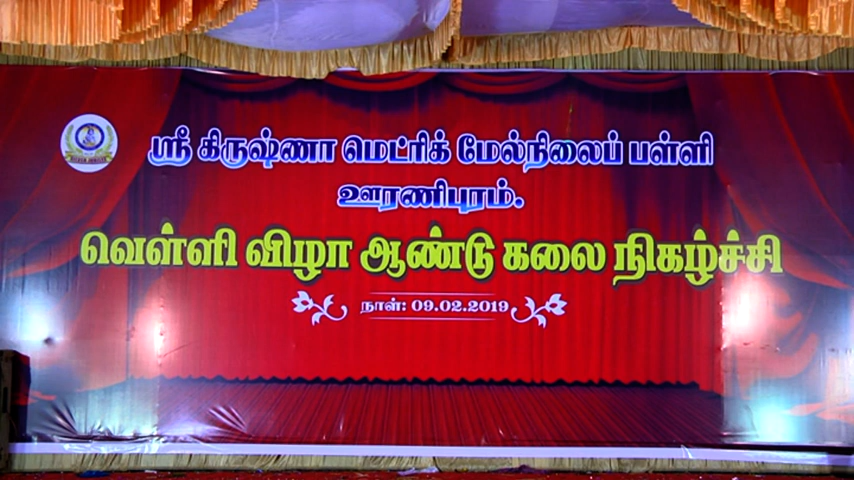 ஸ்ரீ கிருஷ்ணா மெட்ரிக் மேல்நிலைப் பள்ளி
ஊரணிபுரம்.
வெள்ளி விழா ஆண்டு கலை நிகழ்ச்சி
நாள்: 09.02.2019